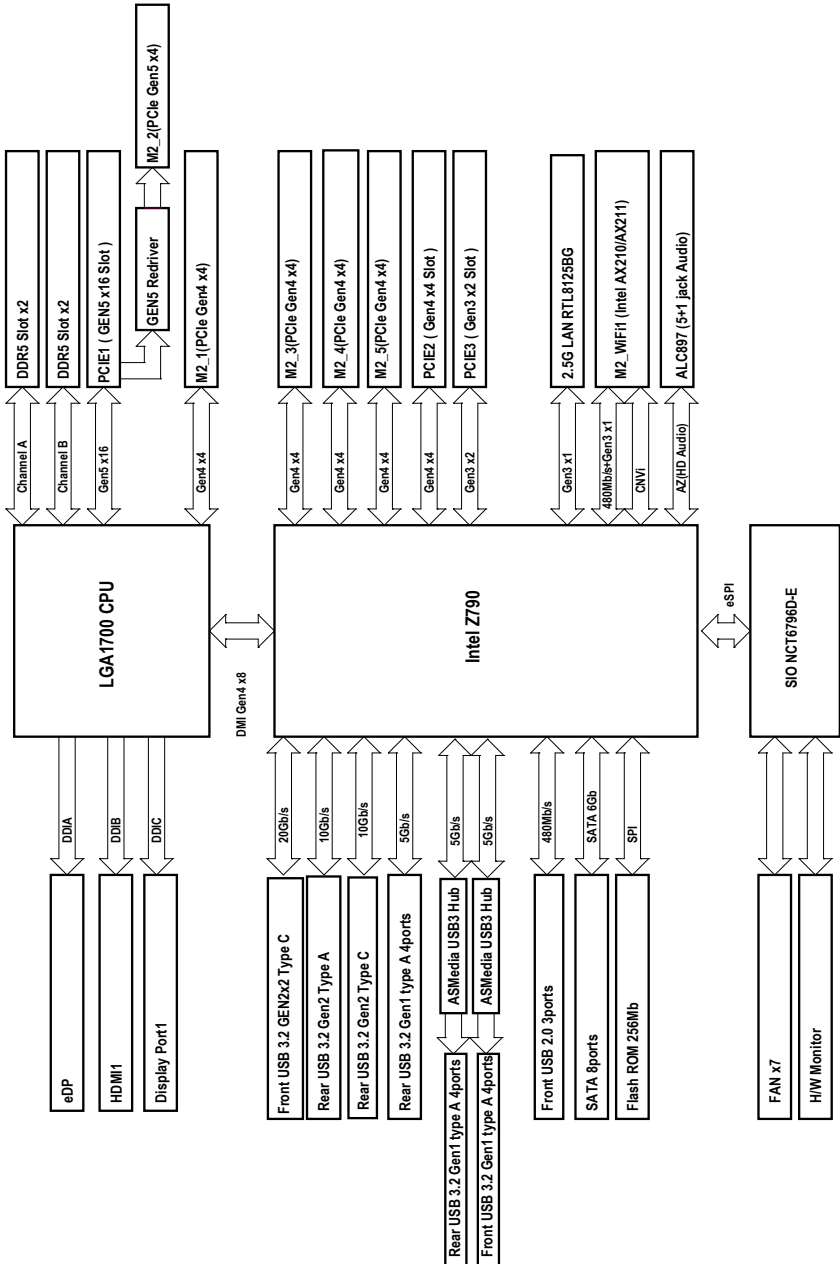 DDR5 Slot x2
DDR5 Slot x2
PCIE1 ( GEN5 x16 Slot )
GEN5 Redriver
M2_2(PCIe Gen5 x4)
M2_1(PCIe Gen4 x4)
M2_3(PCIe Gen4 x4)
M2_4(PCIe Gen4 x4)
M2_5(PCIe Gen4 x4)
PCIE2 ( Gen4 x4 Slot )
PCIE3 ( Gen3 x2 Slot )
2.5G LAN RTL8125BG
M2_WiFi1 (Intel AX210/AX211)
ALC897 (5+1 jack Audio)
Channel A
Channel B
Gen5 x16
Gen4 x4
Gen4 x4
Gen4 x4
Gen4 x4
Gen4 x4
Gen3 x2
Gen3 x1
480Mb/s+Gen3 x1
CNVi
AZ(HD Audio)
LGA1700 CPU
DMI Gen4 x8
Intel Z790
eSPI
SIO NCT6796D-E
DDIA
DDIB
DDIC
20Gb/s
10Gb/s
10Gb/s
5Gb/s
5Gb/s
5Gb/s
480Mb/s
SATA 6Gb
SPI
eDP
HDMI1
Display Port1
Front USB 3.2 GEN2x2 Type C
Rear USB 3.2 Gen2 Type A
Rear USB 3.2 Gen2 Type C
Rear USB 3.2 Gen1 type A 4ports
ASMedia USB3 Hub
ASMedia USB3 Hub
Front USB 2.0 3ports
SATA 8ports
Flash ROM 256Mb
FAN x7
H/W Monitor
Rear USB 3.2 Gen1 type A 4ports
Front USB 3.2 Gen1 type A 4ports